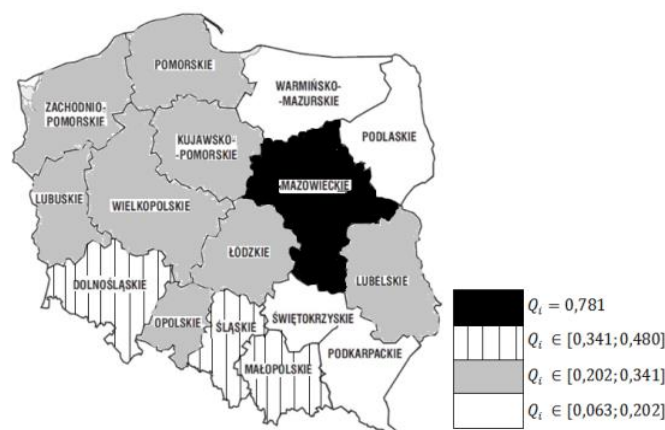 POMORSKIE
WARMIŃSKO-
-MAZURSKIE
ZACHODNIO-
POMORSKIE
KUJAWSKO-
-POMORSKIE
PODLASKIE
MAZOWIECKIE
LUBUSKIE
WIELKOPOLSKIE
ŁÓDZKIE
LUBELSKIE
DOLNOŚLĄSKIE
OPOLSKIE
ŚLĄSKIE
ŚWIĘTOKRZYSKIE
PODKARPACKIE
MAŁOPOLSKIE
Qᵢ = 0,781
Qᵢ ∈ [0,341; 0,480]
Qᵢ ∈ [0,202; 0,341]
Qᵢ ∈ [0,063; 0,202]